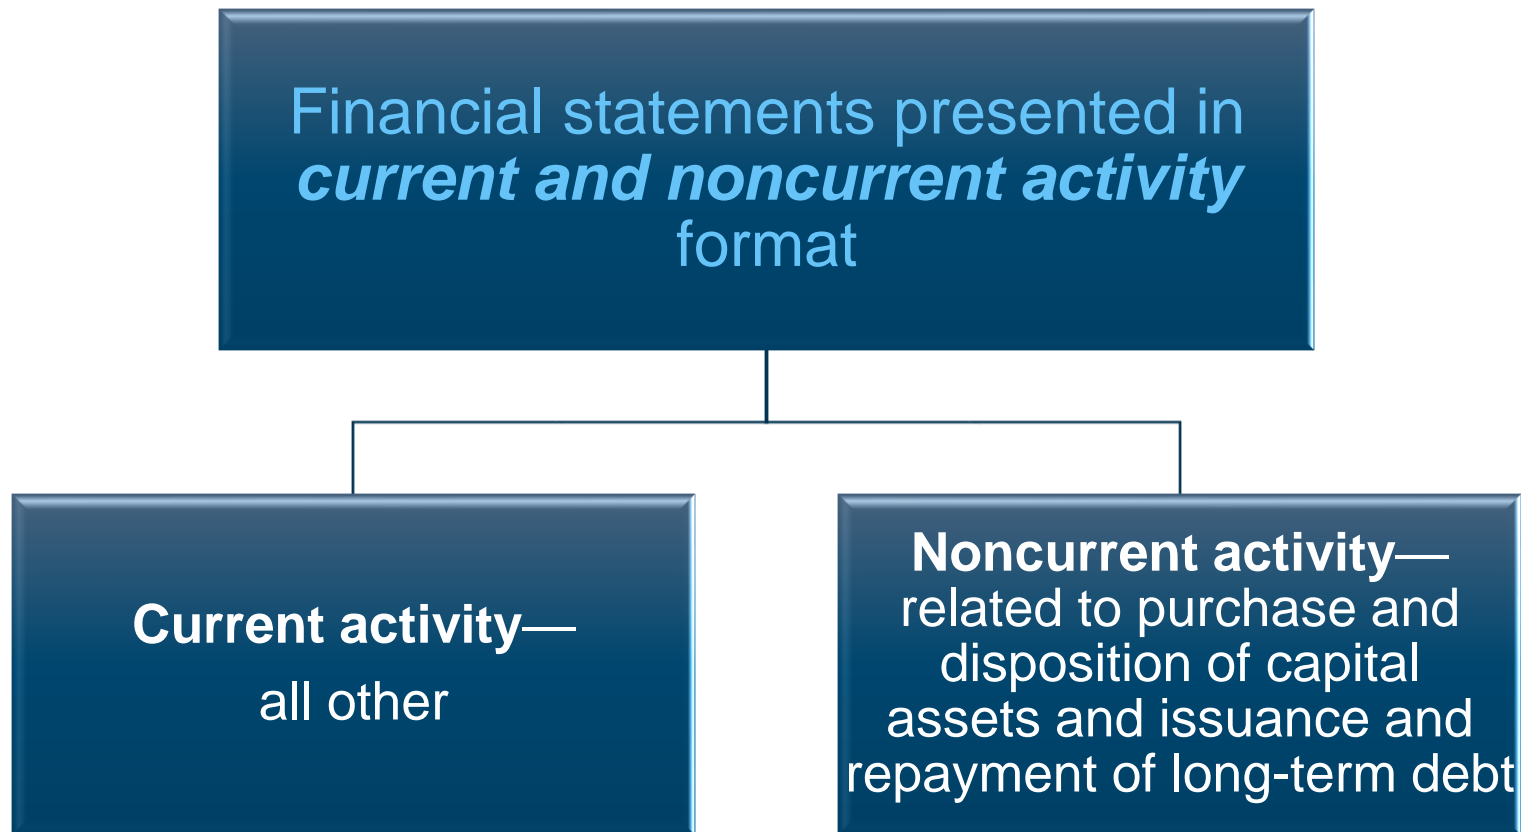 Financial statements presented in
current and noncurrent activity
format
Current activity—
all other
Noncurrent activity—
related to purchase and
disposition of capital
assets and issuance and
repayment of long-term debt